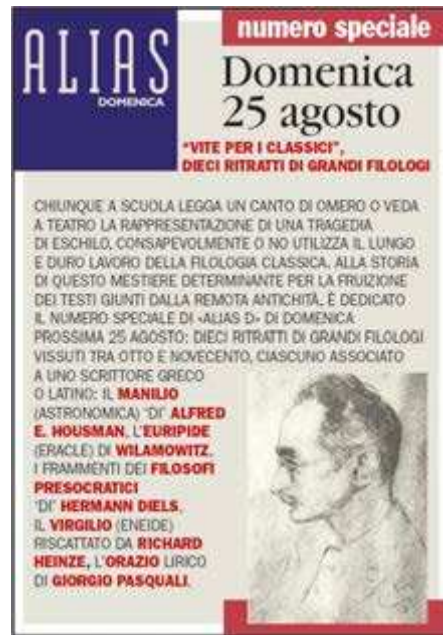 ALIAS
DOMENICA
numero speciale
Domenica
25 agosto
“VITE PER I CLASSICI”,
DIECI RITRATTI DI GRANDI FILOLOGI
CHIUNQUE A SCUOLA LEGGA UN CANTO DI OMERO O VEDA
A TEATRO LA RAPPRESENTAZIONE DI UNA TRAGEDIA
DI ESCHILO, CONSAPEVOLMENTE O NO UTILIZZA IL LUNGO
E DURO LAVORO DELLA FILOLOGIA CLASSICA. ALLA STORIA
DI QUESTO MESTIERE DETERMINANTE PER LA FRUIZIONE
DEI TESTI GIUNTI DALLA REMOTA ANTICHITÀ, È DEDICATO
IL NUMERO SPECIALE DI «ALIAS D» DI DOMENICA
PROSSIMA 25 AGOSTO: DIECI RITRATTI DI GRANDI FILOLOGI
VISSUTI TRA OTTO E NOVECENTO, CIASCUNO ASSOCIATO
A UNO SCRITTORE GRECO
O LATINO: IL MANILIO
(ASTRONOMICA) ‘DI’ ALFRED
E. HOUSMAN, L’EURIPIDE
(ERACLE) DI WILAMOWITZ,
I FRAMMENTI DEI FILOSOFI
PRESOCRATICI
‘DI’ HERMANN DIELS,
IL VIRGILIO (ENEIDE)
RISCATTATO DA RICHARD
HEINZE, L’ORAZIO LIRICO
DI GIORGIO PASQUALI.